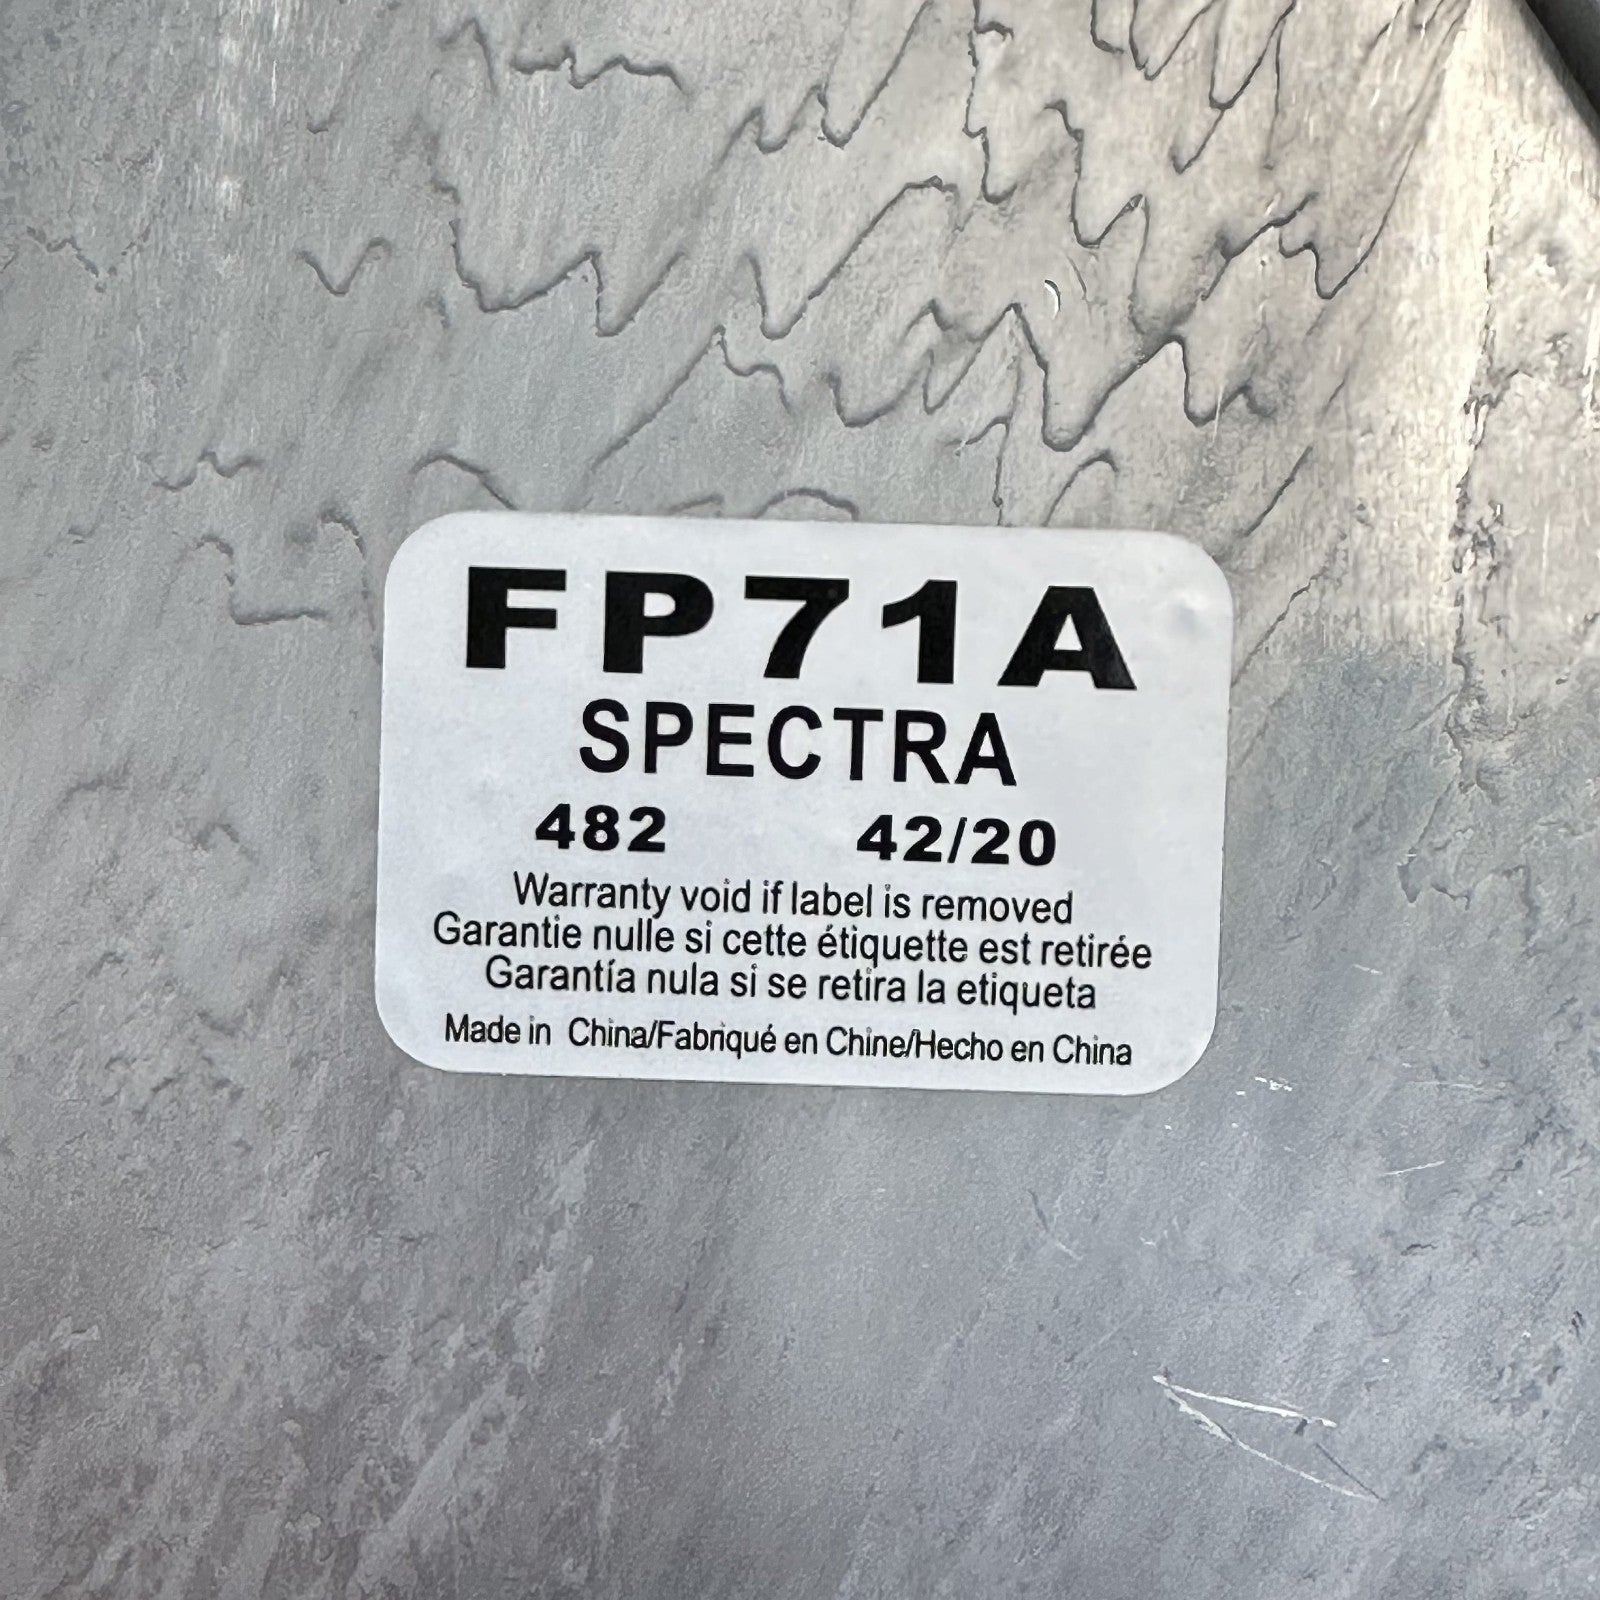 FP71A
SPECTRA
482 42/20
Warranty void if label is removed
Garantie nulle si cette étiquette est retirée
Garantía nula si se retira la etiqueta
Made in China/Fabriqué en Chine/Hecho en China